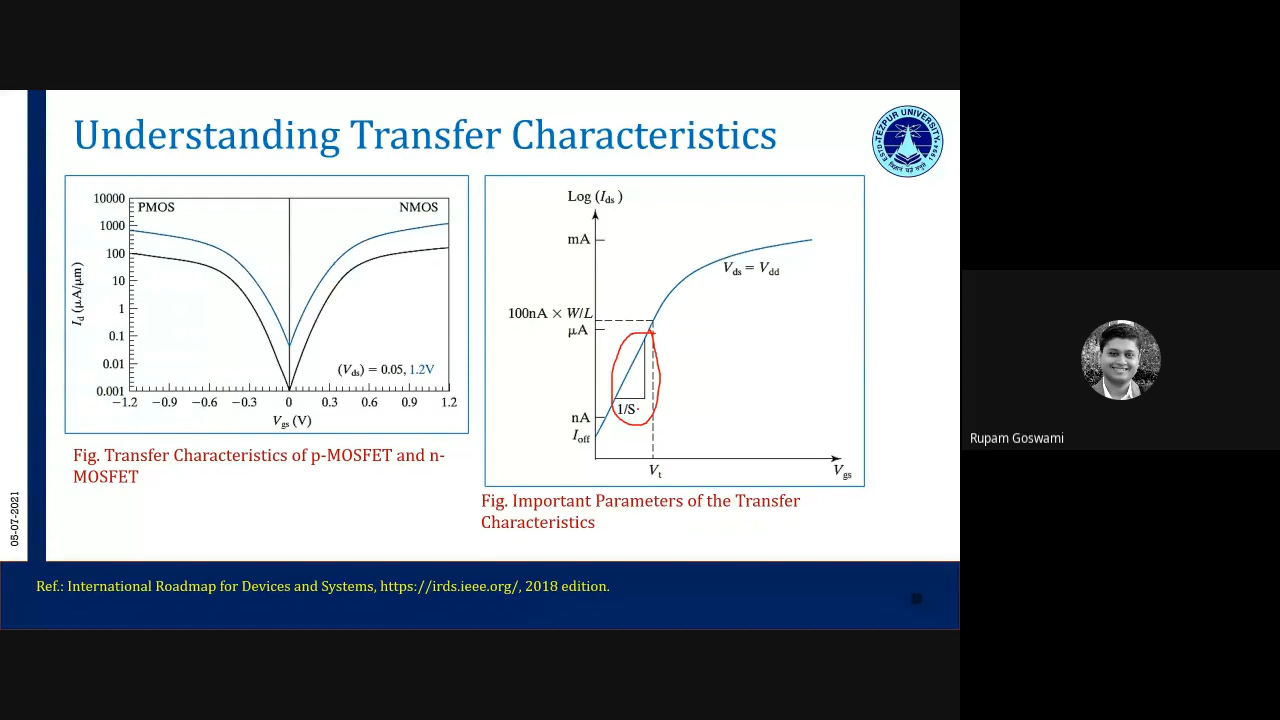 Understanding Transfer Characteristics
TEZPUR UNIVERSITY
ESTD
1994
10000
1000
100
10
1
0.1
0.01
0.001
PMOS
NMOS
Id (μA/μm)
(Vds) = 0.05, 1.2V
−1.2 −0.9 −0.6 −0.3 0 0.3 0.6 0.9 1.2
Vgs (V)
Fig. Transfer Characteristics of p-MOSFET and n-
MOSFET
Log (Ids )
mA
Vds = Vdd
100nA × W/L
μA
1/S
nA
Ioff
Vt
Vgs
Fig. Important Parameters of the Transfer
Characteristics
05-07-2021
Ref.: International Roadmap for Devices and Systems, https://irds.ieee.org/, 2018 edition.
Rupam Goswami